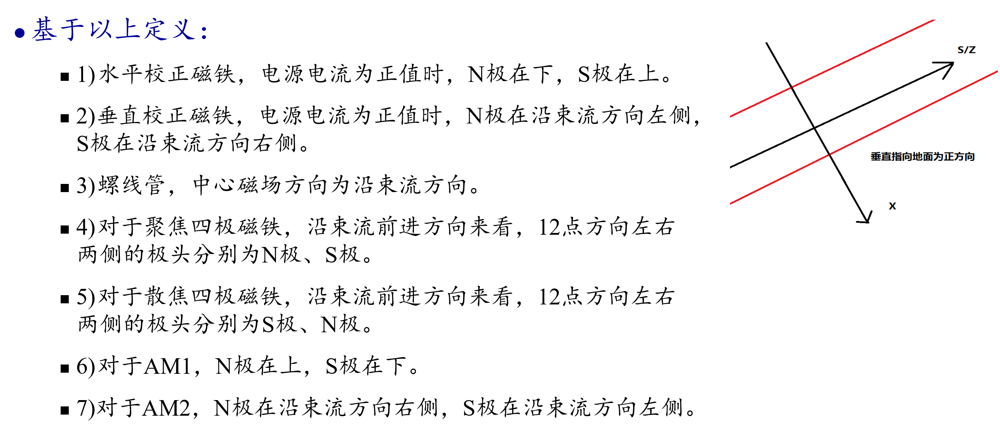 基于以上定义：
1)水平校正磁铁，电源电流为正值时，N极在下，S极在上。
2)垂直校正磁铁，电源电流为正值时，N极在沿束流方向左侧，
S极在沿束流方向右侧。
3)螺线管，中心磁场方向为沿束流方向。
4)对于聚焦四极磁铁，沿束流前进方向来看，12点方向左右
两侧的极头分别为N极、S极。
5)对于散焦四极磁铁，沿束流前进方向来看，12点方向左右
两侧的极头分别为S极、N极。
6)对于AM1，N极在上，S极在下。
7)对于AM2，N极在沿束流方向右侧，S极在沿束流方向左侧。
S/Z
垂直指向地面为正方向
X